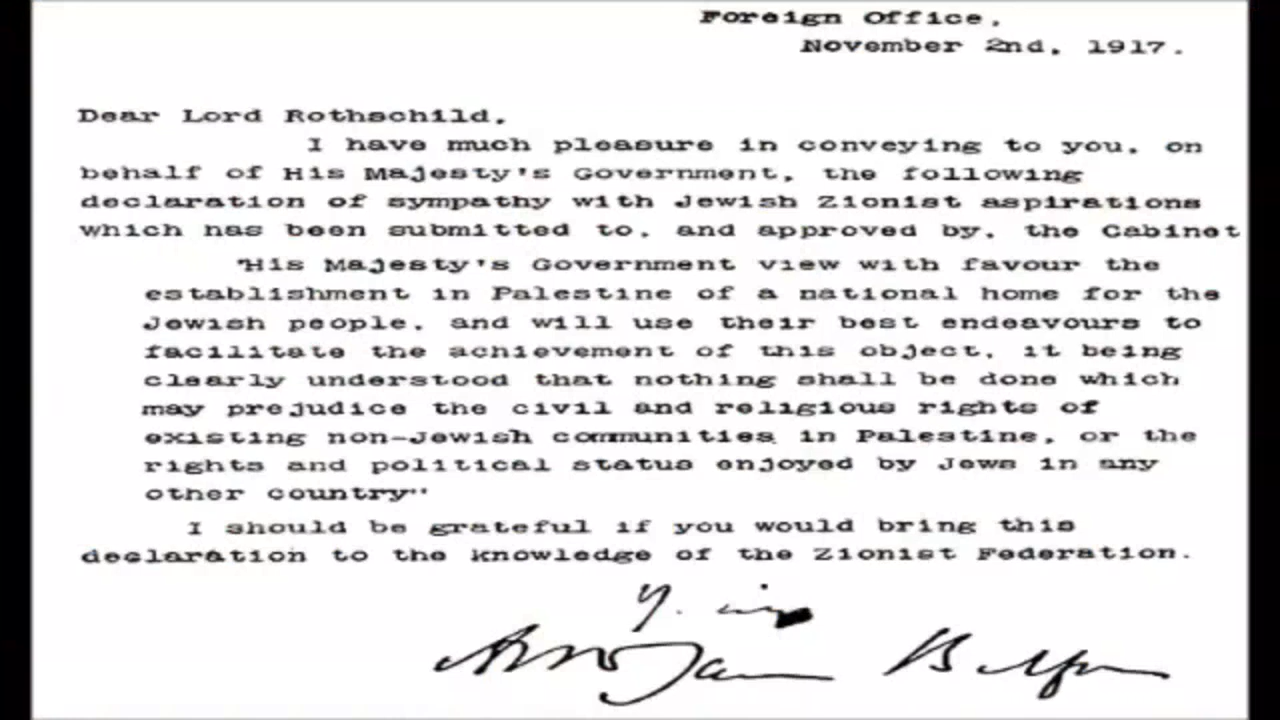 Foreign Office,
November 2nd, 1917.
Dear Lord Rothschild,
I have much pleasure in conveying to you, on
behalf of His Majesty's Government, the following
declaration of sympathy with Jewish Zionist aspirations
which has been submitted to, and approved by, the Cabinet
"His Majesty's Government view with favour the
establishment in Palestine of a national home for the
Jewish people, and will use their best endeavours to
facilitate the achievement of this object, it being
clearly understood that nothing shall be done which
may prejudice the civil and religious rights of
existing non-Jewish communities in Palestine, or the
rights and political status enjoyed by Jews in any
other country"
I should be grateful if you would bring this
declaration to the knowledge of the Zionist Federation.